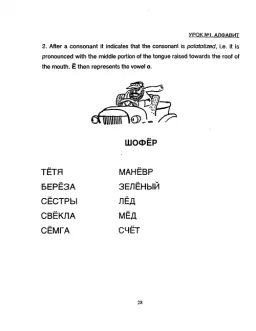 УРОК №1. АЛФАВИТ
2. After a consonant it indicates that the consonant is palatalized, i.e. it is
pronounced with the middle portion of the tongue raised towards the roof of
the mouth. Ё then represents the vowel o.
ШОФЁР
ТЁТЯ МАНЁВР
БЕРЁЗА ЗЕЛЁНЫЙ
СЁСТРЫ ЛЁД
СВЁКЛА МЁД
СЁМГА СЧЁТ
28